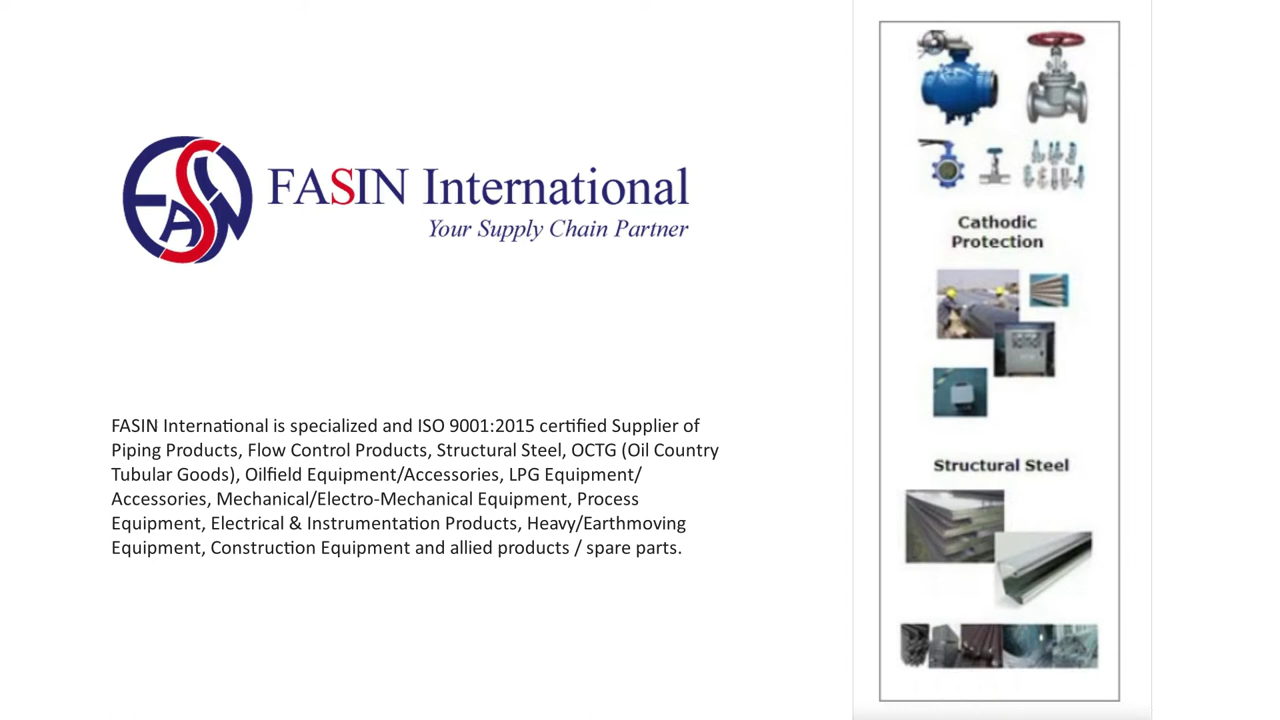 FASIN
FASIN International
Your Supply Chain Partner
FASIN International is specialized and ISO 9001:2015 certified Supplier of
Piping Products, Flow Control Products, Structural Steel, OCTG (Oil Country
Tubular Goods), Oilfield Equipment/Accessories, LPG Equipment/
Accessories, Mechanical/Electro-Mechanical Equipment, Process
Equipment, Electrical & Instrumentation Products, Heavy/Earthmoving
Equipment, Construction Equipment and allied products / spare parts.
Cathodic
Protection
Structural Steel